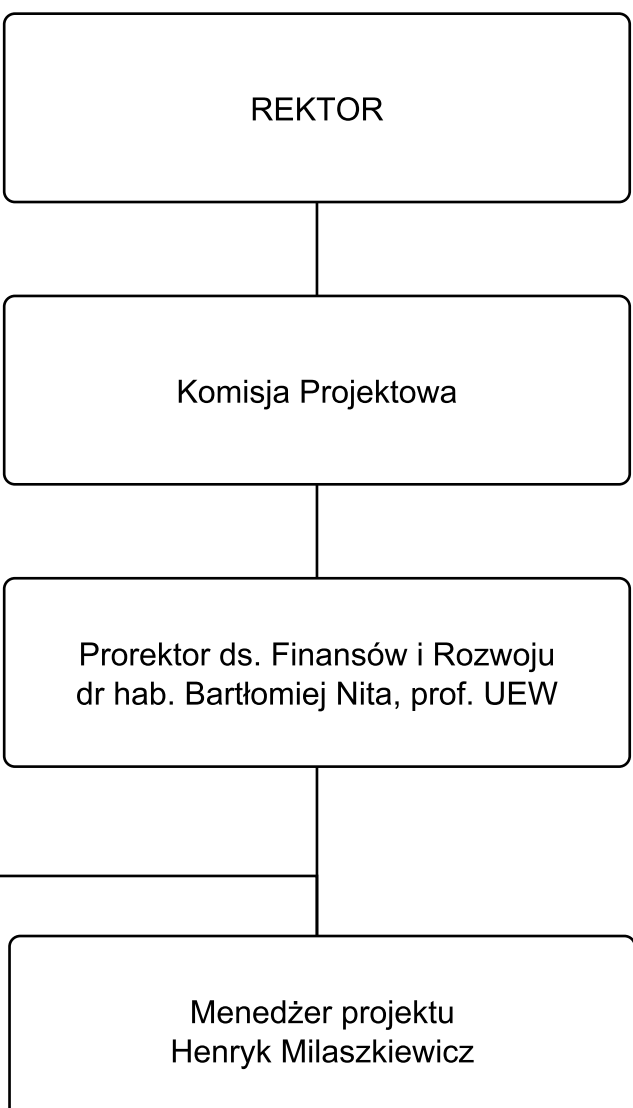 REKTOR
Komisja Projektowa
Prorektor ds. Finansów i Rozwoju
dr hab. Bartłomiej Nita, prof. UEW
Menedżer projektu
Henryk Milaszkiewicz